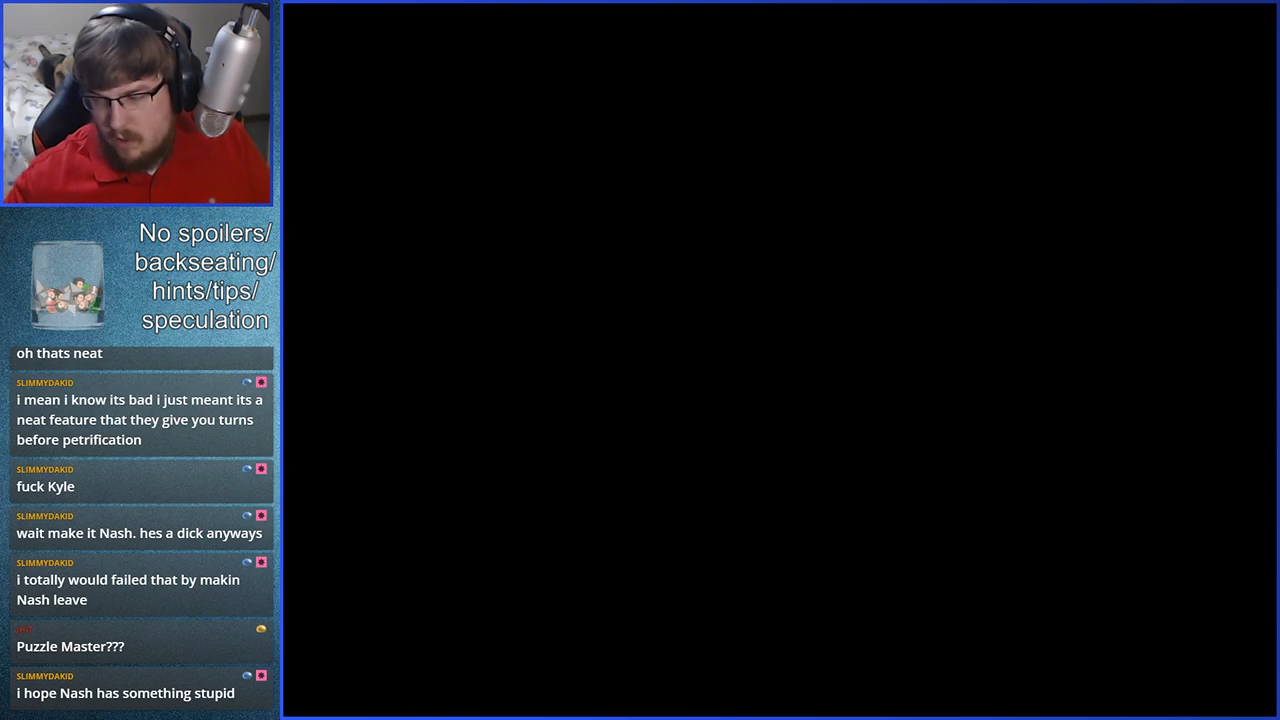 No spoilers/
backseating/
hints/tips/
speculation
oh thats neat
SLIMMYDAKID
i mean i know its bad i just meant its a
neat feature that they give you turns
before petrification
SLIMMYDAKID
fuck Kyle
SLIMMYDAKID
wait make it Nash. hes a dick anyways
SLIMMYDAKID
i totally would failed that by makin
Nash leave
Puzzle Master???
SLIMMYDAKID
i hope Nash has something stupid